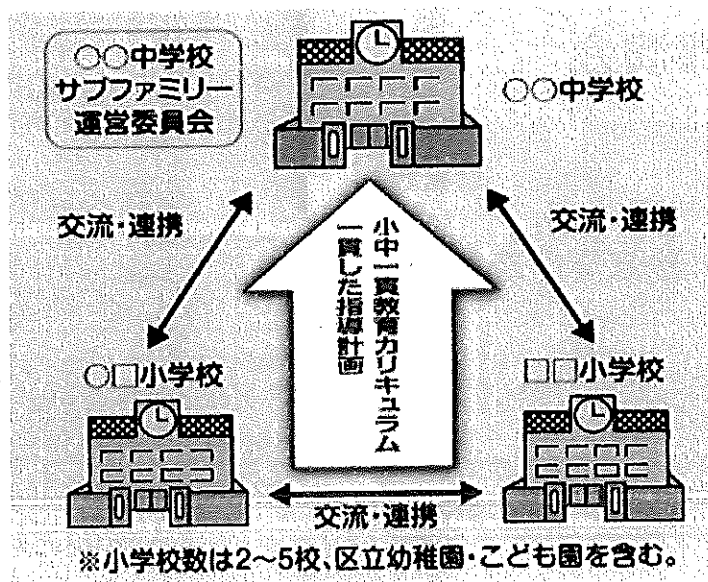 ○○中学校
サブファミリー
運営委員会
○○中学校
交流・連携
交流・連携
小中一貫教育カリキュラム
一貫した指導計画
○□小学校
□□小学校
交流・連携
※小学校数は2〜5校、区立幼稚園・こども園を含む。